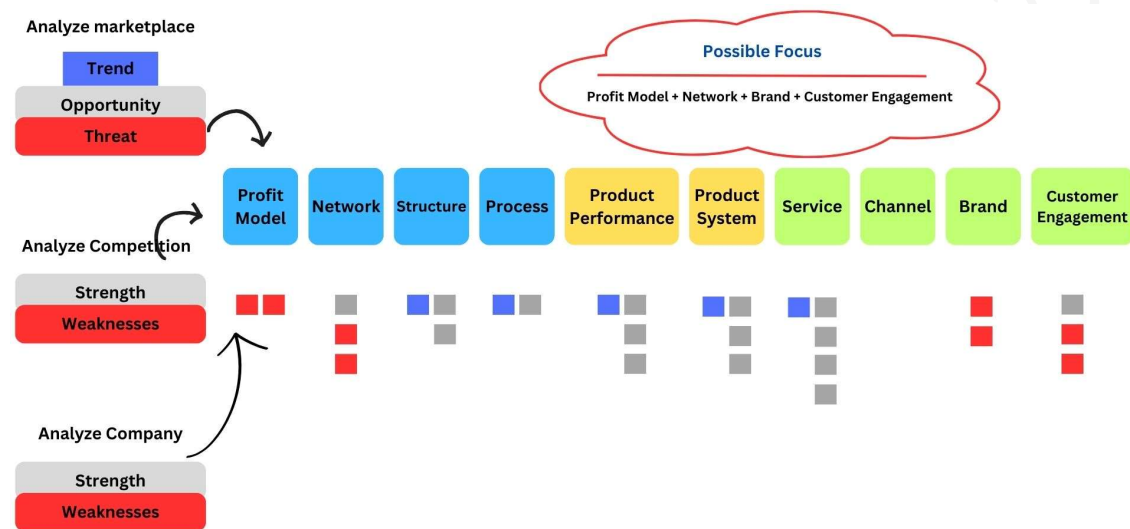 Analyze marketplace
Trend
Opportunity
Threat
Possible Focus
Profit Model + Network + Brand + Customer Engagement
Profit
Model
Network
Structure
Process
Product
Performance
Product
System
Service
Channel
Brand
Customer
Engagement
Analyze Competition
Strength
Weaknesses
Analyze Company
Strength
Weaknesses